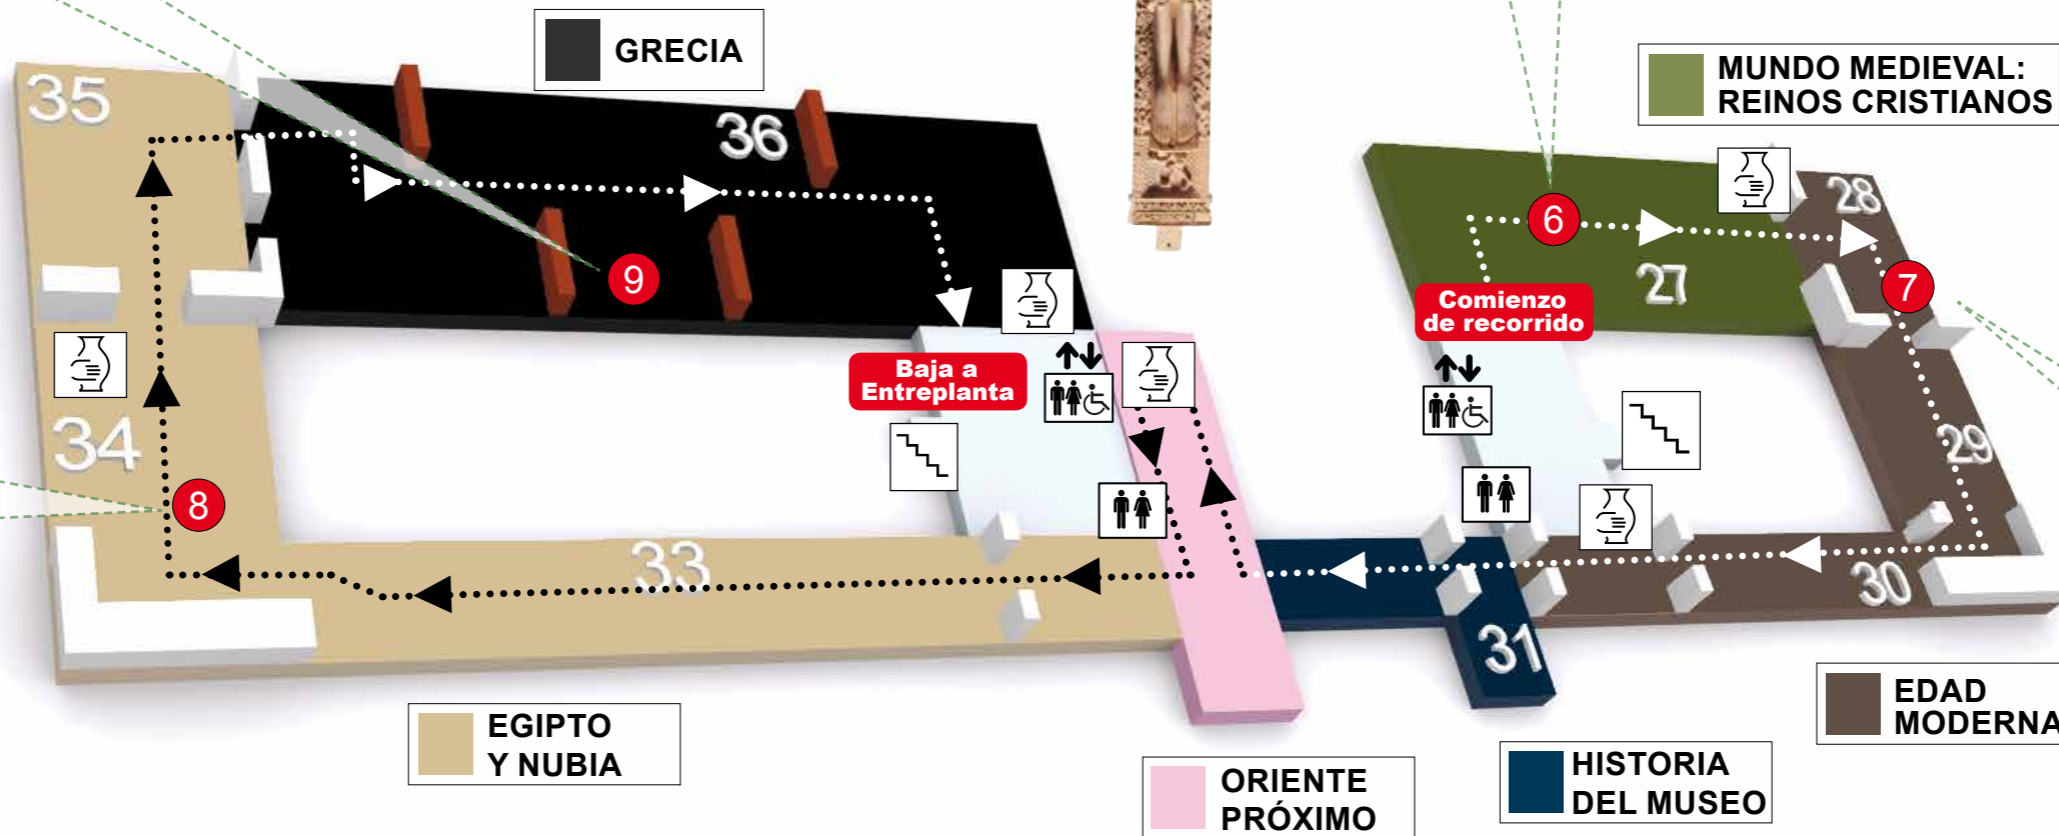 GRECIA
MUNDO MEDIEVAL:
REINOS CRISTIANOS
35
36
28
6
27
7
9
Comienzo
de recorrido
Baja a
Entreplanta
34
29
8
33
30
31
EGIPTO
Y NUBIA
ORIENTE
PRÓXIMO
HISTORIA
DEL MUSEO
EDAD
MODERNA